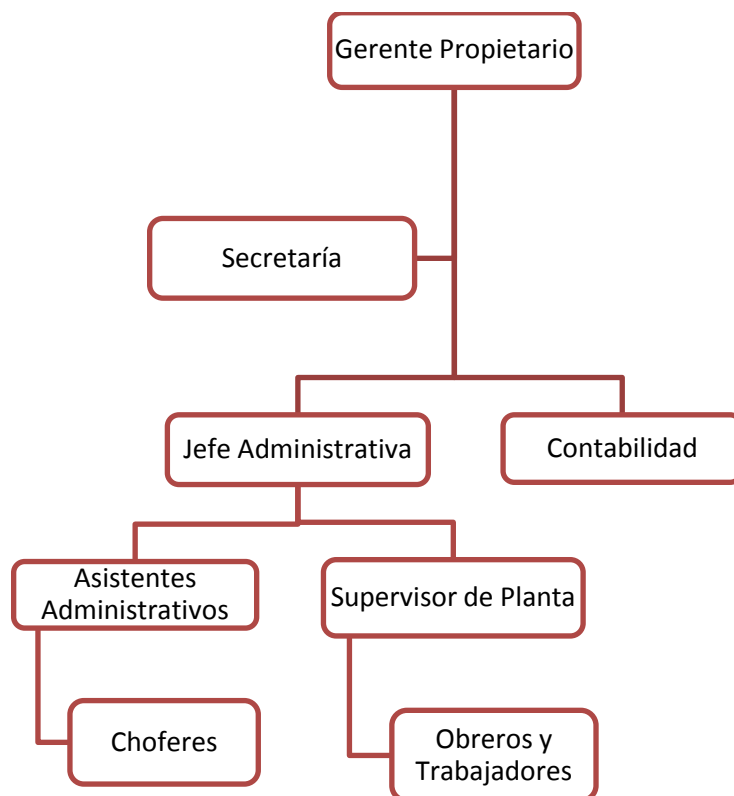 Gerente Propietario
Secretaría
Jefe Administrativa
Contabilidad
Asistentes
Administrativos
Supervisor de Planta
Choferes
Obreros y
Trabajadores